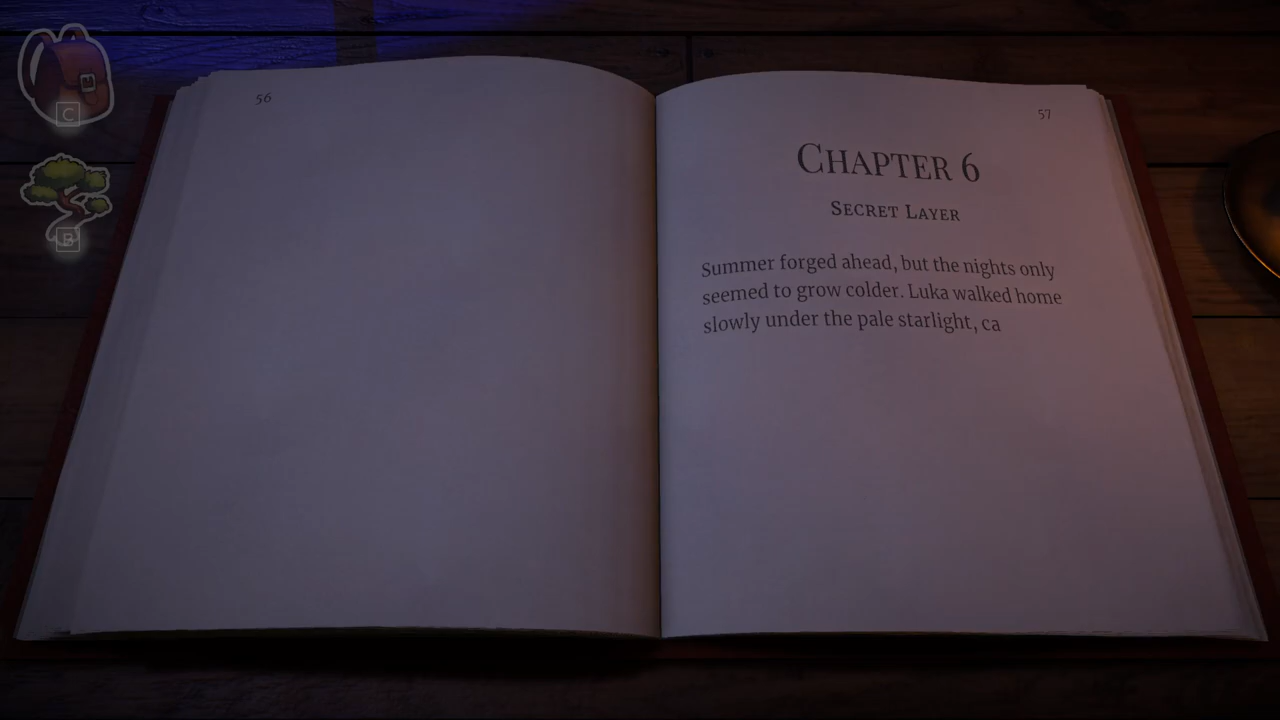 C
B
56
57
Chapter 6
Secret Layer
Summer forged ahead, but the nights only
seemed to grow colder. Luka walked home
slowly under the pale starlight, ca